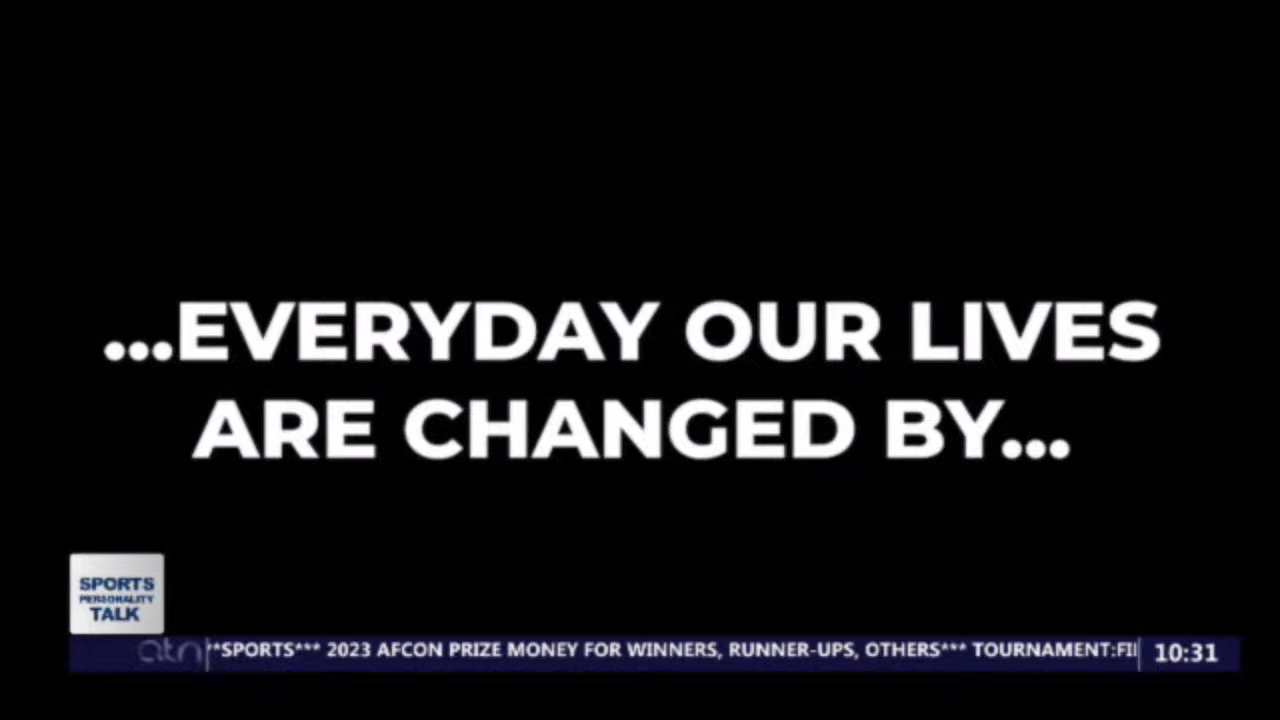 ...EVERYDAY OUR LIVES
ARE CHANGED BY...
SPORTS
PERSONALITY
TALK
atn
**SPORTS*** 2023 AFCON PRIZE MONEY FOR WINNERS, RUNNER-UPS, OTHERS*** TOURNAMENT:FII
10:31